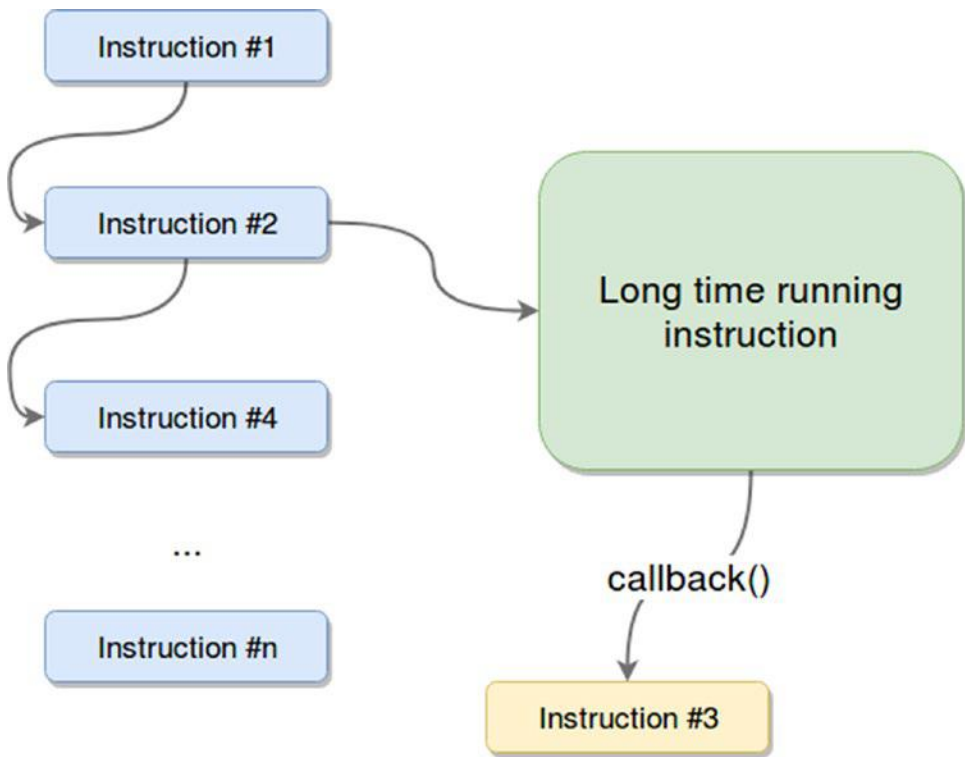 Instruction #1
Instruction #2
Long time running
instruction
Instruction #4
...
callback()
Instruction #n
Instruction #3